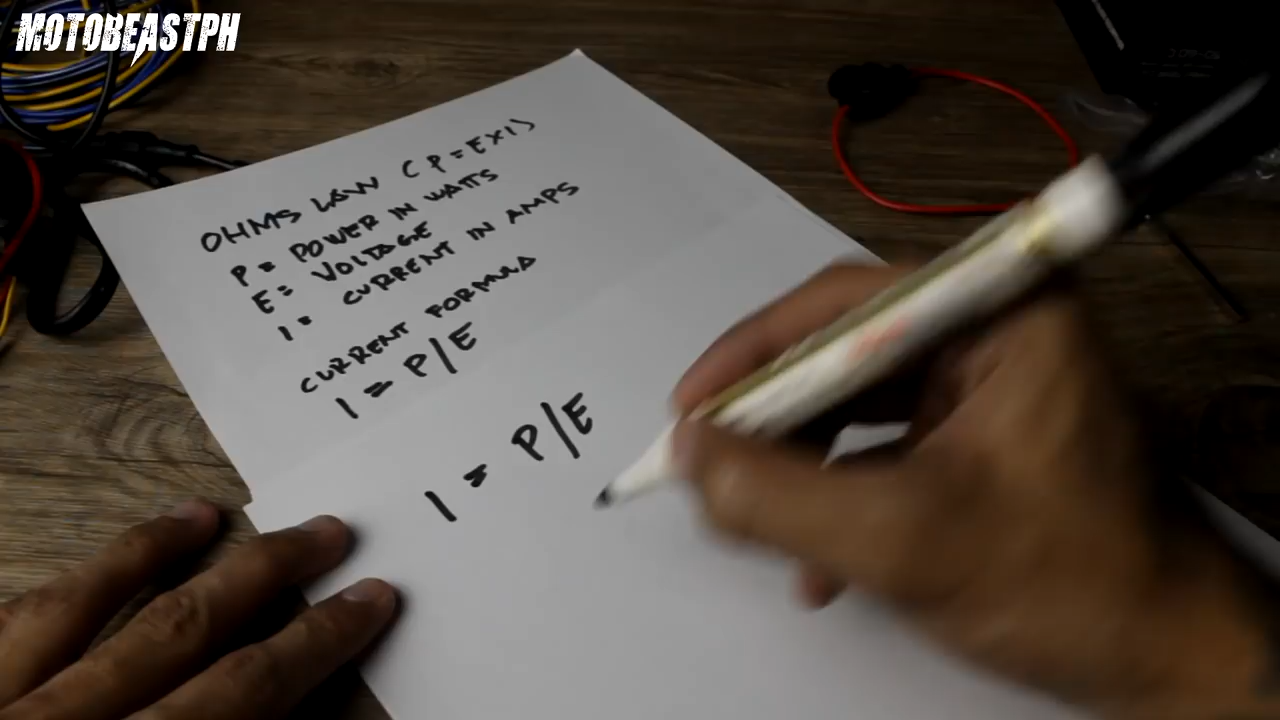 MOTOBEASTPH
OHMS LAW (P=EXI)
P= POWER IN WATTS
E= VOLTAGE
I= CURRENT IN AMPS
CURRENT FORMULA
I = P/E
I = P/E